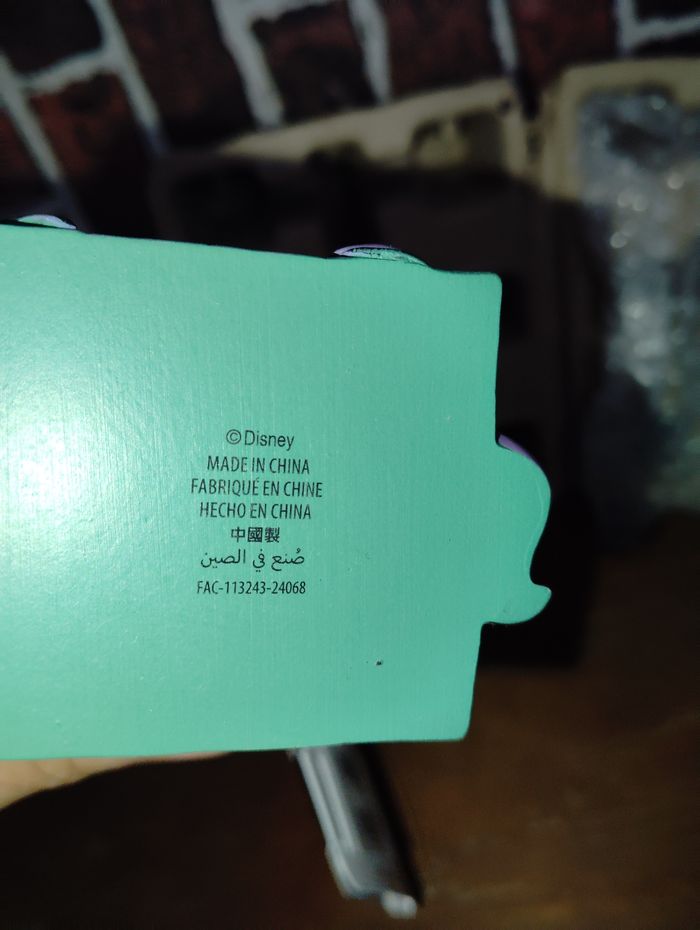 ©Disney
MADE IN CHINA
FABRIQUÉ EN CHINE
HECHO EN CHINA
中國製
صُنع في الصين
FAC-113243-24068